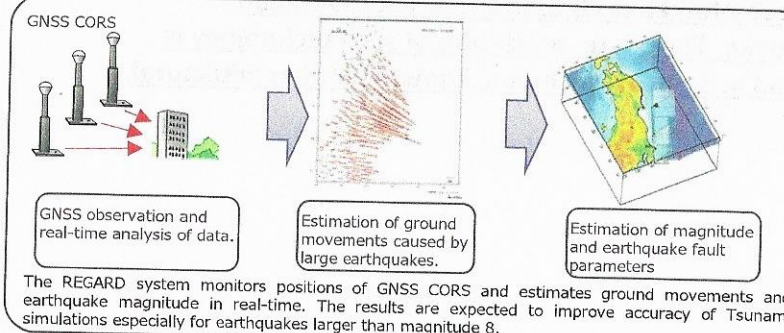 GNSS CORS
GNSS observation and
real-time analysis of data.
Estimation of ground
movements caused by
large earthquakes.
Estimation of magnitude
and earthquake fault
parameters
The REGARD system monitors positions of GNSS CORS and estimates ground movements and
earthquake magnitude in real-time. The results are expected to improve accuracy of Tsunam
simulations especially for earthquakes larger than magnitude 8.